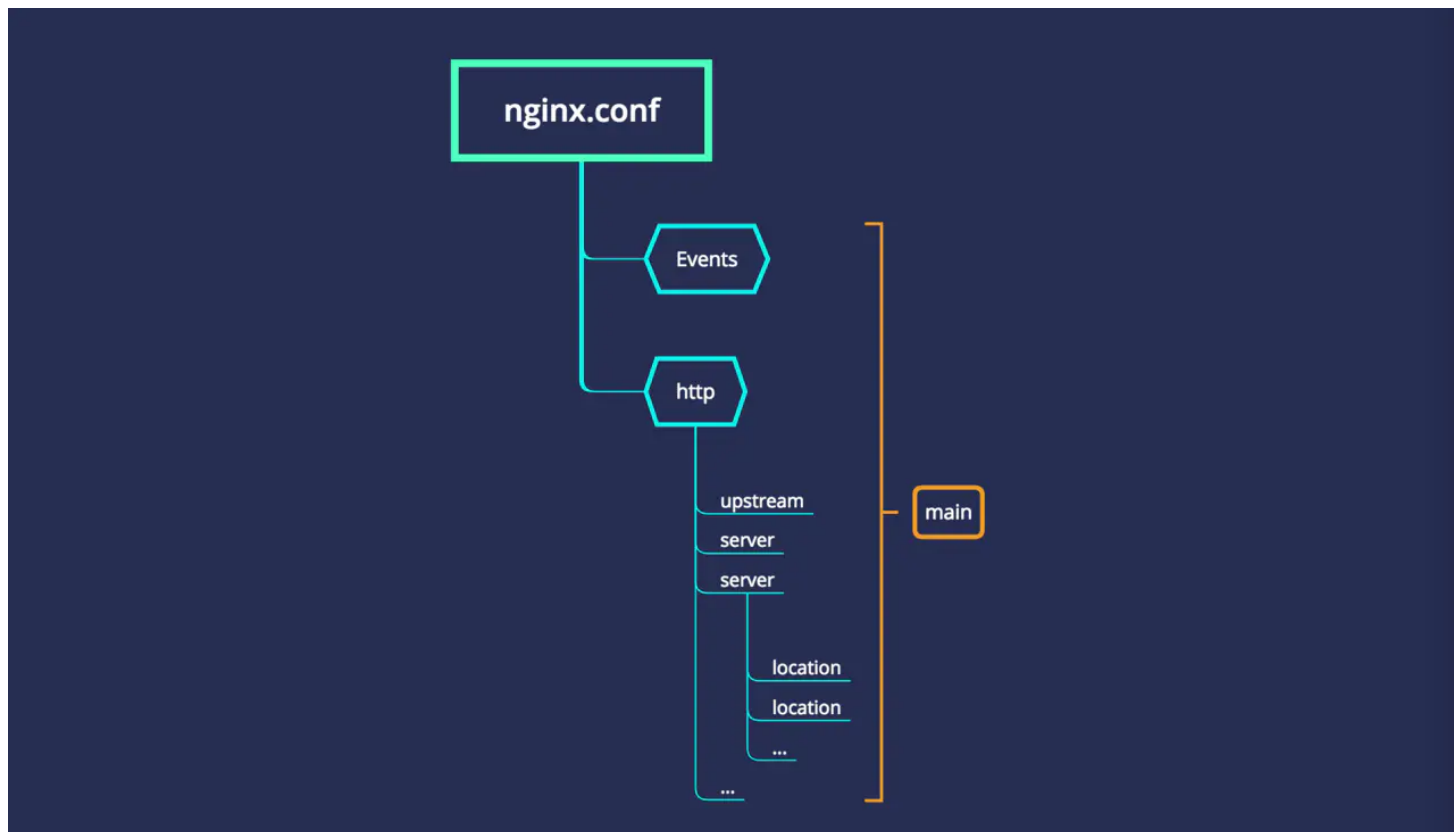 nginx.conf
Events
http
upstream
server
server
main
location
location
...
...